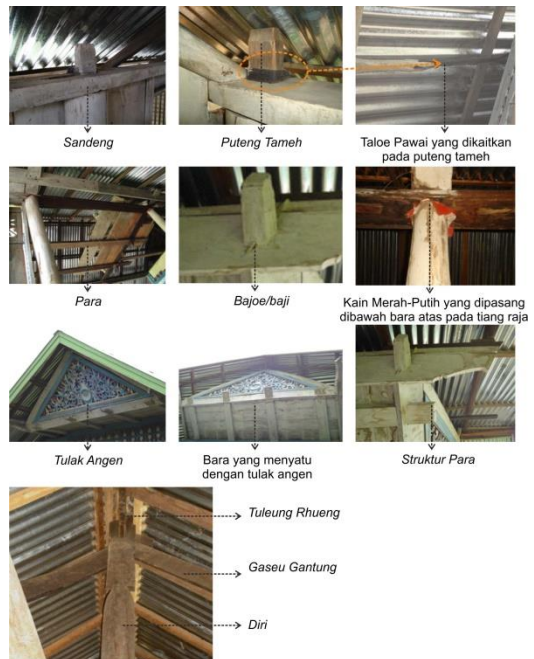 Sandeng
Puteng Tameh
Taloe Pawai yang dikaitkan
pada puteng tameh
Para
Bajoe/baji
Kain Merah-Putih yang dipasang
dibawah bara atas pada tiang raja
Tulak Angen
Bara yang menyatu
dengan tulak angen
Struktur Para
Tuleung Rhueng
Gaseu Gantung
Diri